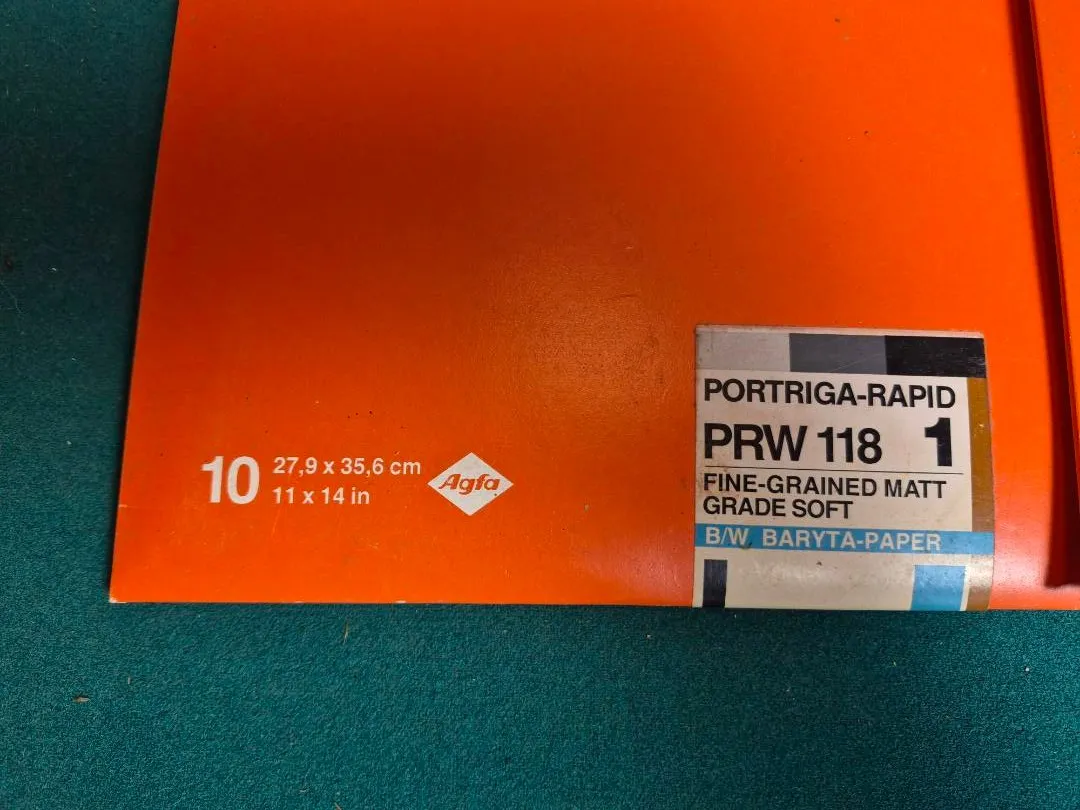 PORTRIGA-RAPID
PRW 118 1
FINE-GRAINED MATT
GRADE SOFT
B/W BARYTA-PAPER
10 27,9 x 35,6 cm
11 x 14 in
Agfa